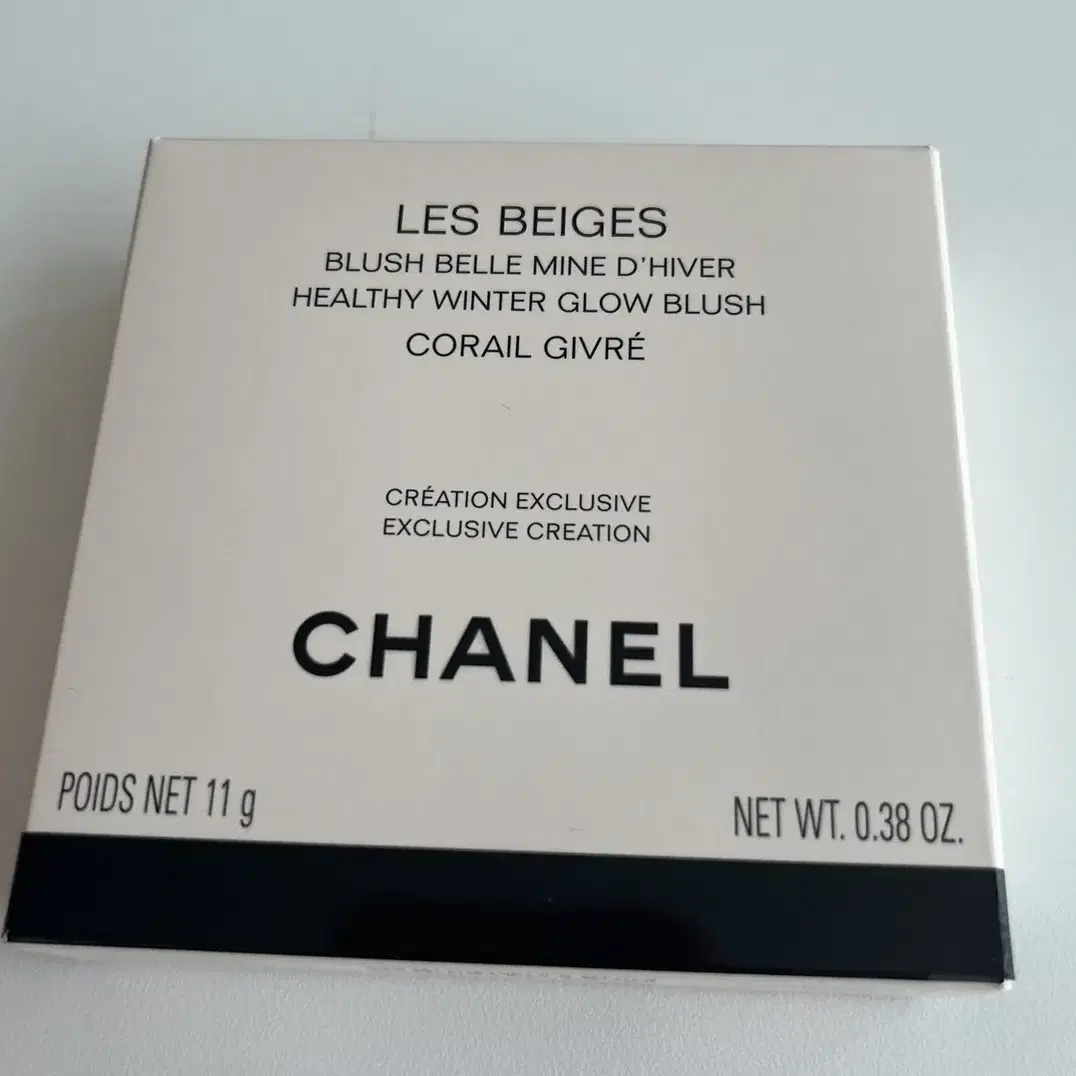 LES BEIGES
BLUSH BELLE MINE D'HIVER
HEALTHY WINTER GLOW BLUSH
CORAIL GIVRÉ
CRÉATION EXCLUSIVE
EXCLUSIVE CREATION
CHANEL
POIDS NET 11 g
NET WT. 0.38 OZ.